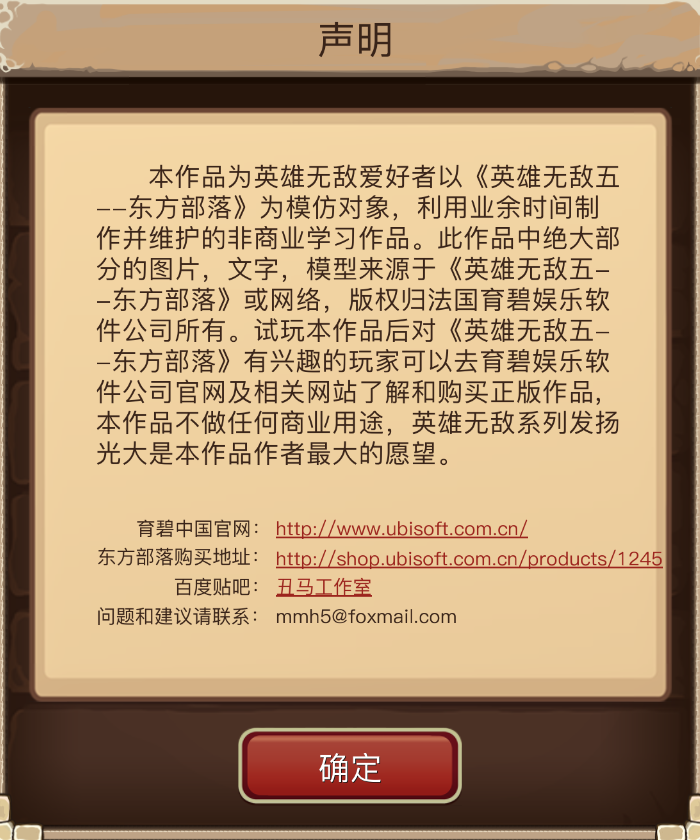 声明
本作品为英雄无敌爱好者以《英雄无敌五
--东方部落》为模仿对象，利用业余时间制
作并维护的非商业学习作品。此作品中绝大部
分的图片，文字，模型来源于《英雄无敌五-
-东方部落》或网络，版权归法国育碧娱乐软
件公司所有。试玩本作品后对《英雄无敌五-
-东方部落》有兴趣的玩家可以去育碧娱乐软
件公司官网及相关网站了解和购买正版作品，
本作品不做任何商业用途，英雄无敌系列发扬
光大是本作品作者最大的愿望。
育碧中国官网： http://www.ubisoft.com.cn/
东方部落购买地址： http://shop.ubisoft.com.cn/products/1245
百度贴吧： 丑马工作室
问题和建议请联系： mmh5@foxmail.com
确定